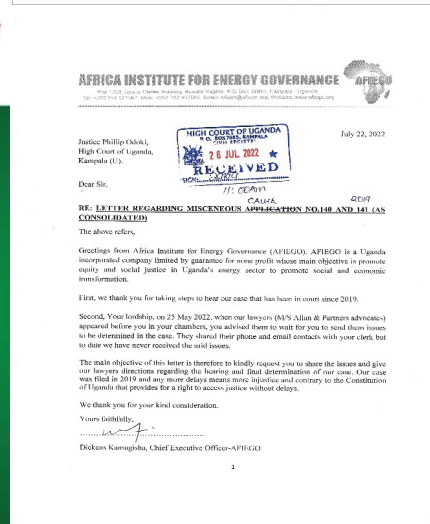 AFRICA INSTITUTE FOR ENERGY GOVERNANCE
AFIEGO
July 22, 2022
HIGH COURT OF UGANDA
P.O. BOX 7085, KAMPALA
CIVIL REGISTRY
26 JUL 2022
RECEIVED
SIGN:
11:00AM
Justice Phillip Odoki,
High Court of Uganda,
Kampala (U).
Dear Sir,
CAUSE 2019
RE: LETTER REGARDING MISCENEOUS APPLICATION NO.140 AND 141 (AS
CONSOLIDATED)
The above refers,
Greetings from Africa Institute for Energy Governance (AFIEGO). AFIEGO is a Uganda
incorporated company limited by guarantee for none profit whose main objective is promote
equity and social justice in Uganda's energy sector to promote social and economic
transformation.
First, we thank you for taking steps to hear our case that has been in court since 2019.
Second, Your lordship, on 25 May 2022, when our lawyers (M/S Allan & Partners advocates)
appeared before you in your chambers, you advised them to wait for you to send them issues
to be determined in the case. They shared their phone and email contacts with your clerk but
to date we have never received the said issues.
The main objective of this letter is therefore to kindly request you to share the issues and give
our lawyers directions regarding the hearing and final determination of our case. Our case
was filed in 2019 and any more delays means more injustice and contrary to the Constitution
of Uganda that provides for a right to access justice without delays.
We thank you for your kind consideration.
Yours faithfully,
Dickens Kamugisha, Chief Executive Officer-AFIEGO
1